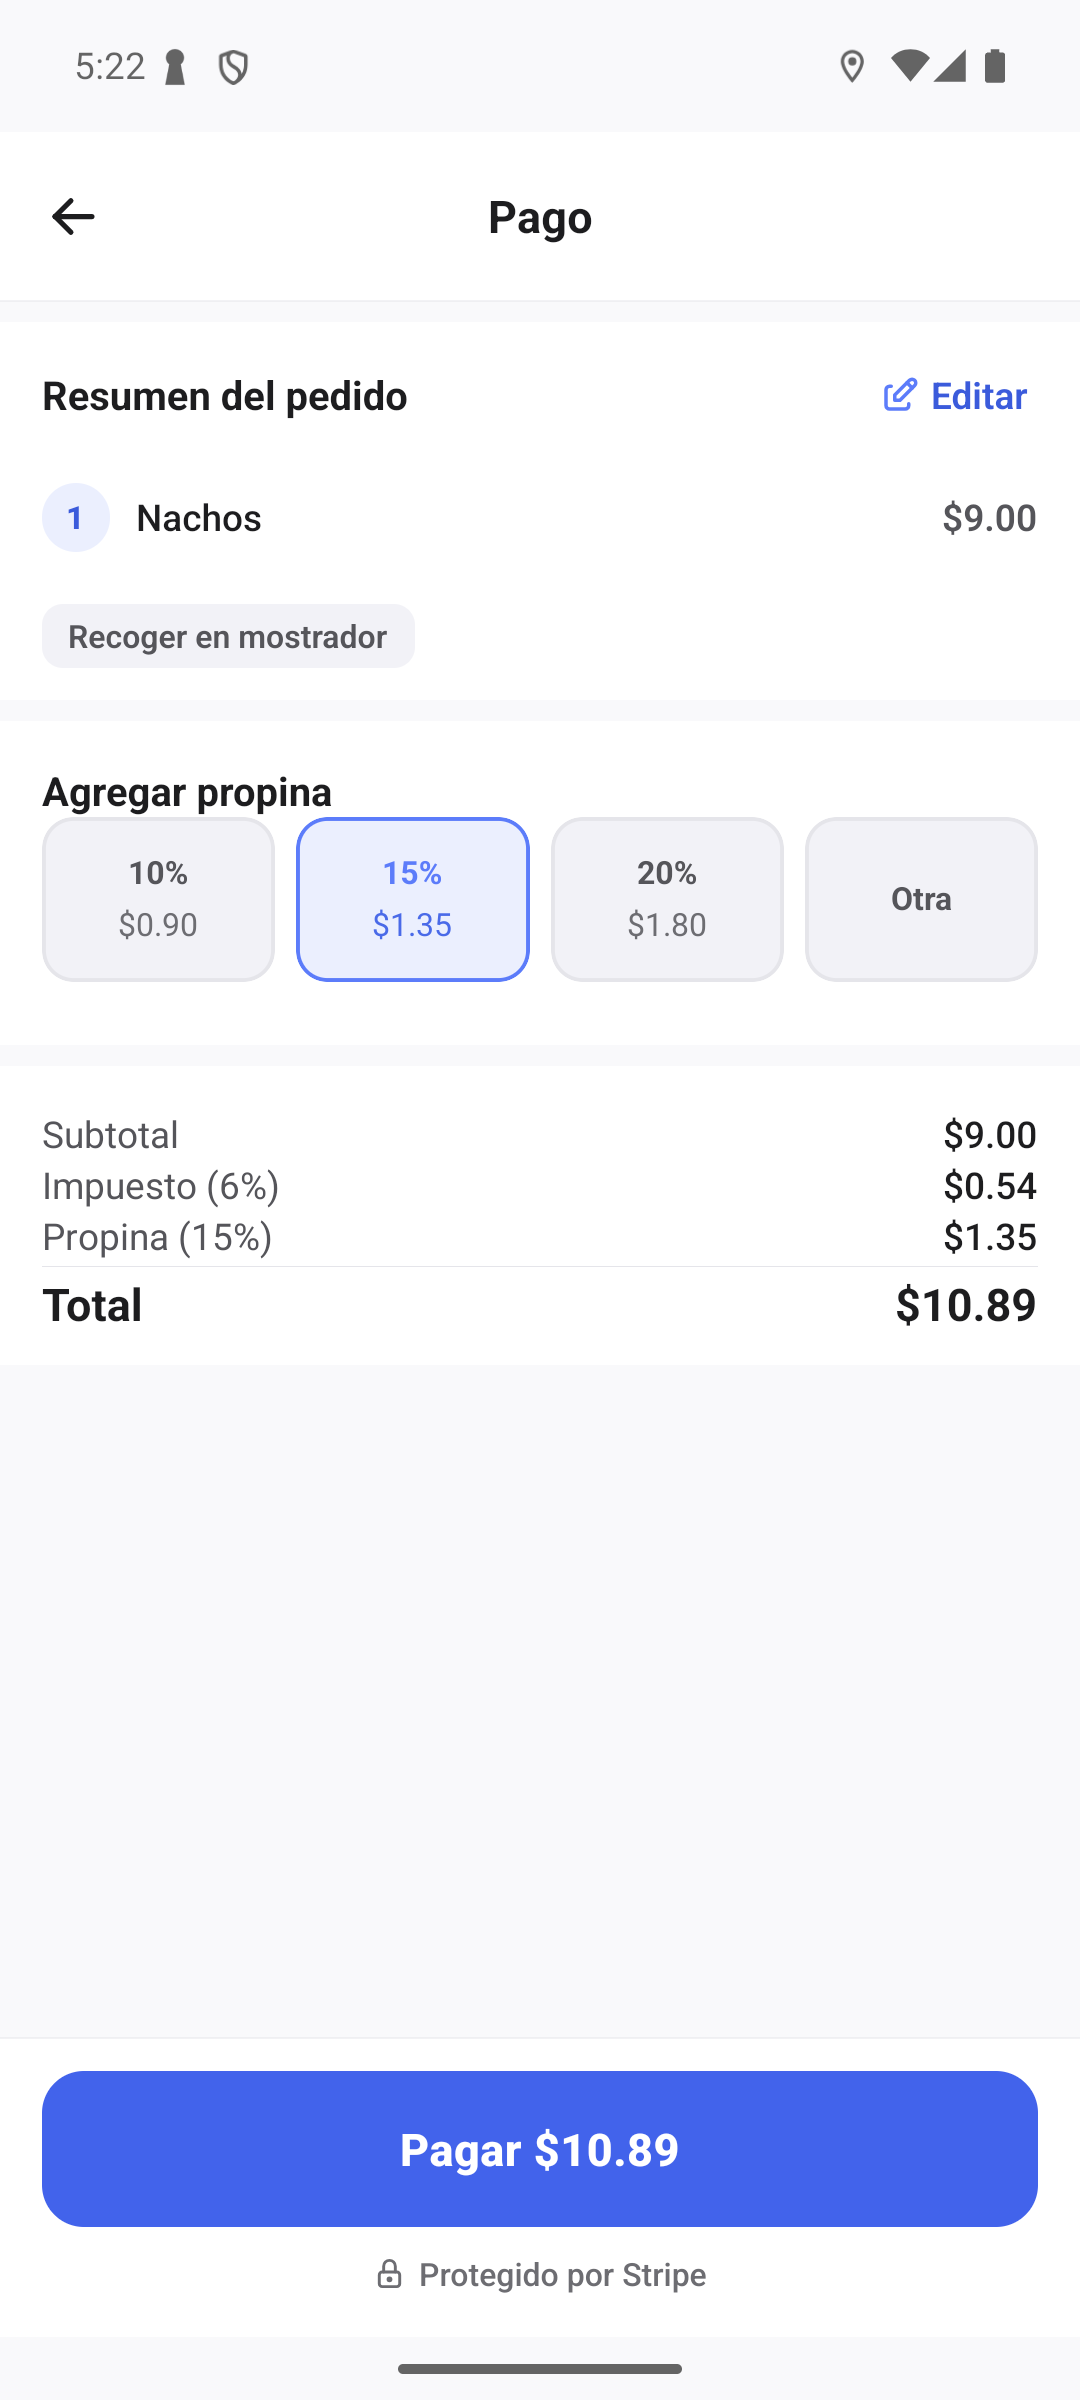 5:22
Pago
Resumen del pedido
Editar
1 Nachos $9.00
Recoger en mostrador
Agregar propina
10% 15% 20% Otra
$0.90 $1.35 $1.80
Subtotal $9.00
Impuesto (6%) $0.54
Propina (15%) $1.35
Total $10.89
Pagar $10.89
Protegido por Stripe